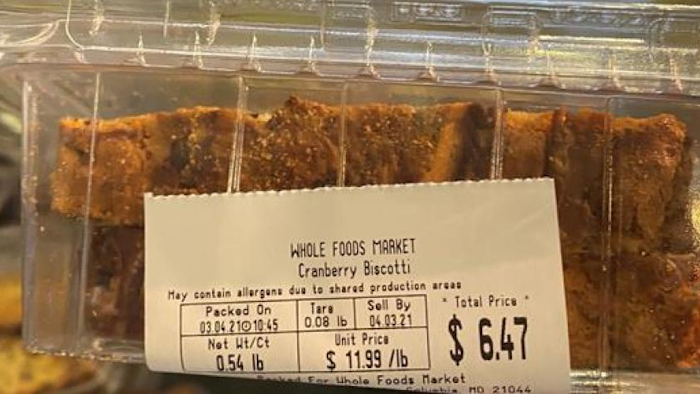 WHOLE FOODS MARKET
Cranberry Biscotti
May contain allergens due to shared production areas
Packed On Tare Sell By * Total Price *
03.04.21@10:45 0.08 lb 04.03.21 $ 6.47
Net Wt/Ct Unit Price
0.54 lb $ 11.99 /lb
Packed For Whole Foods Market
Columbia MD 21044